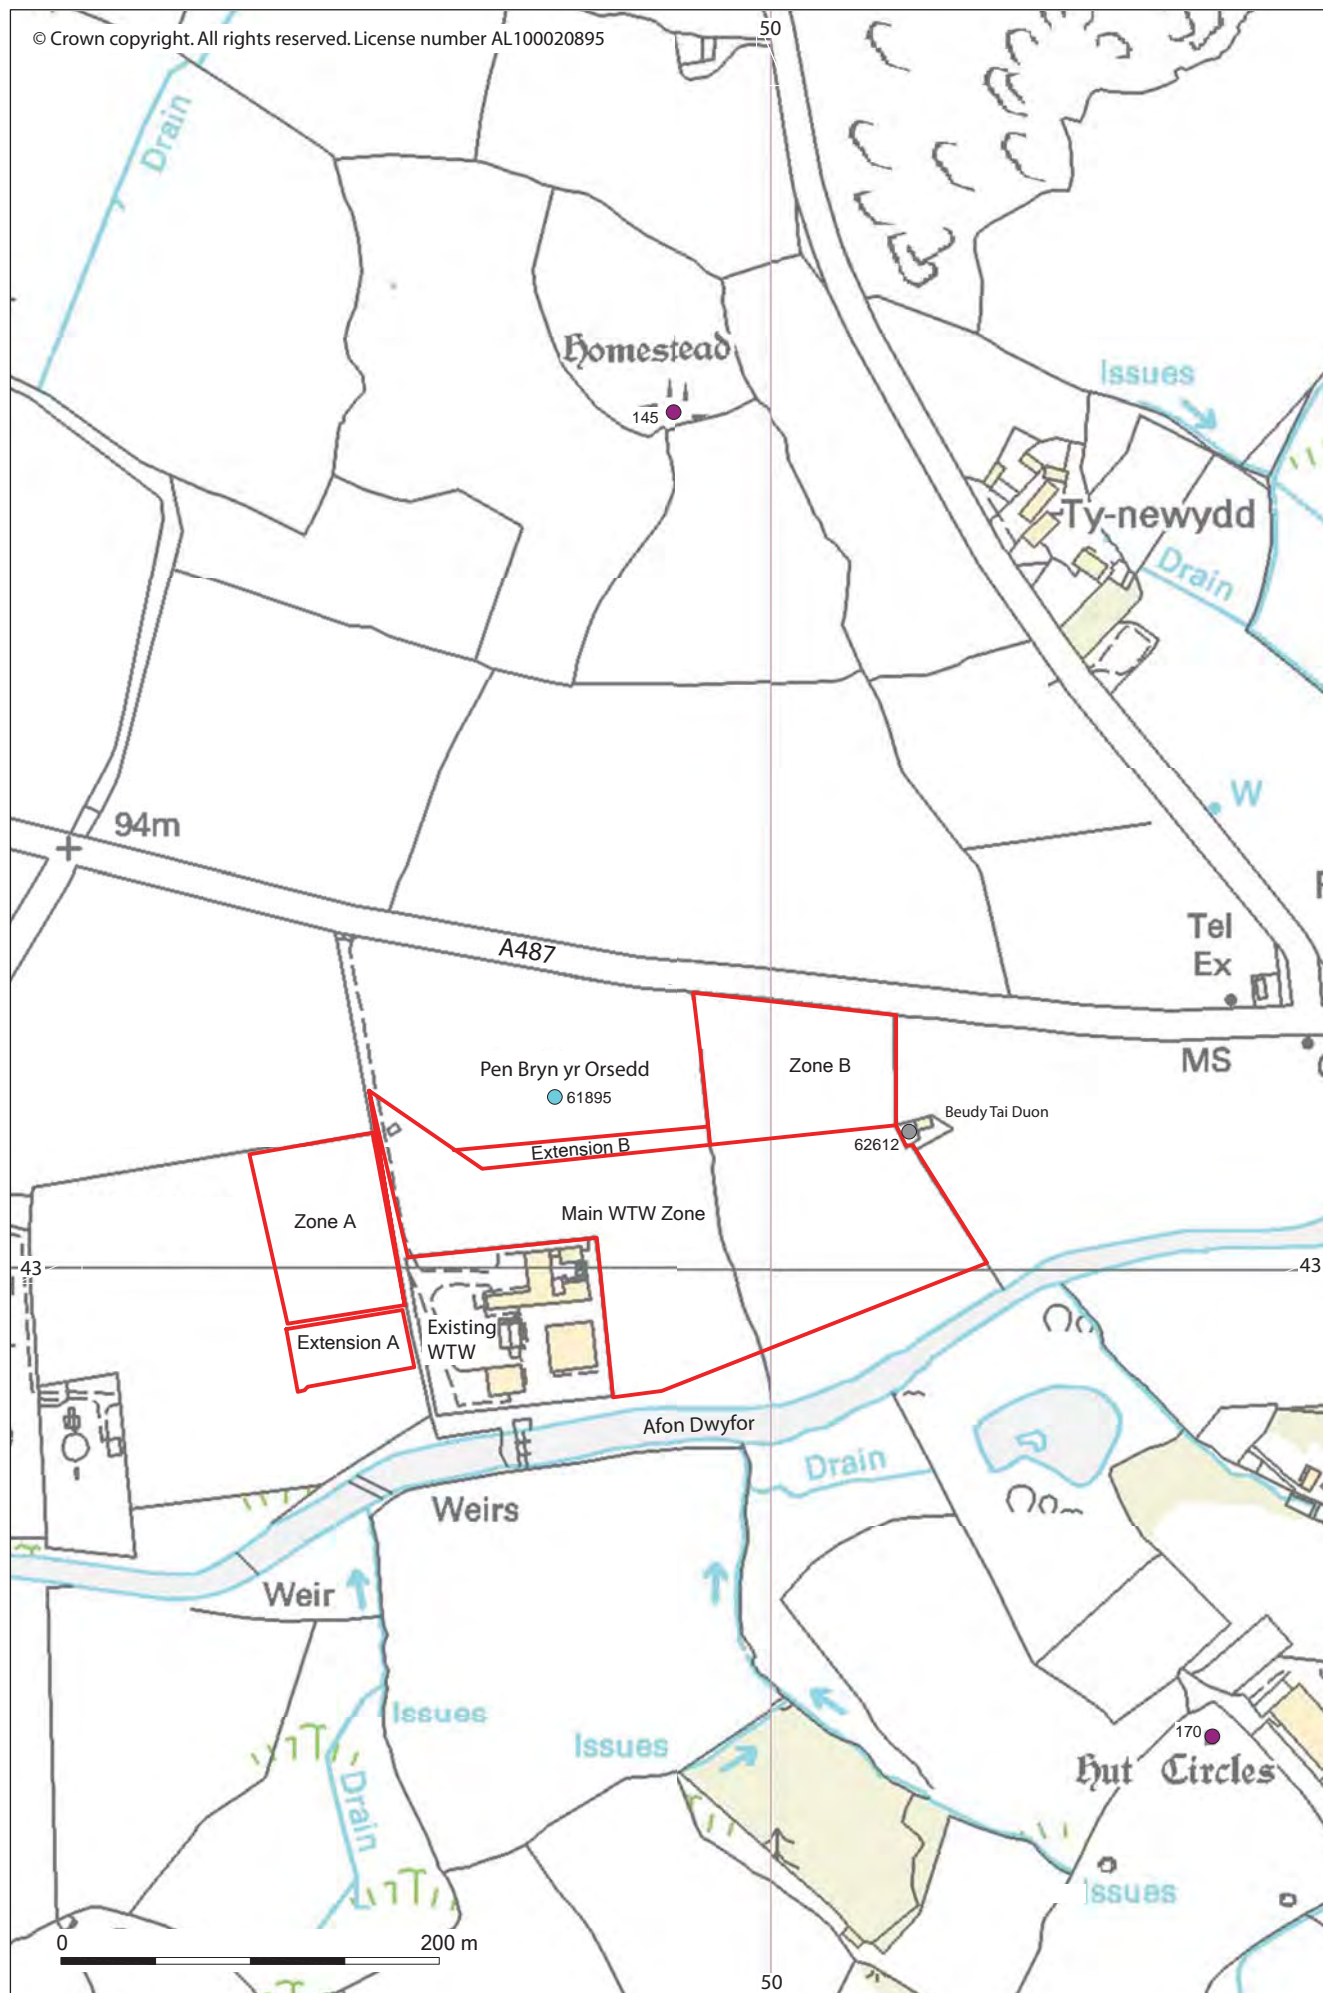 © Crown copyright. All rights reserved. License number AL100020895
50
Drain
Homestead
145
Issues
Ty-newydd
Drain
W
94m
Tel
Ex
A487
MS
Pen Bryn yr Orsedd
61895
Zone B
Beudy Tai Duon
62612
Extension B
Zone A
Main WTW Zone
43
43
Extension A
Existing
WTW
Afon Dwyfor
Drain
Weirs
Weir
Issues
Issues
170
Hut Circles
Drain
Issues
0
200 m
50